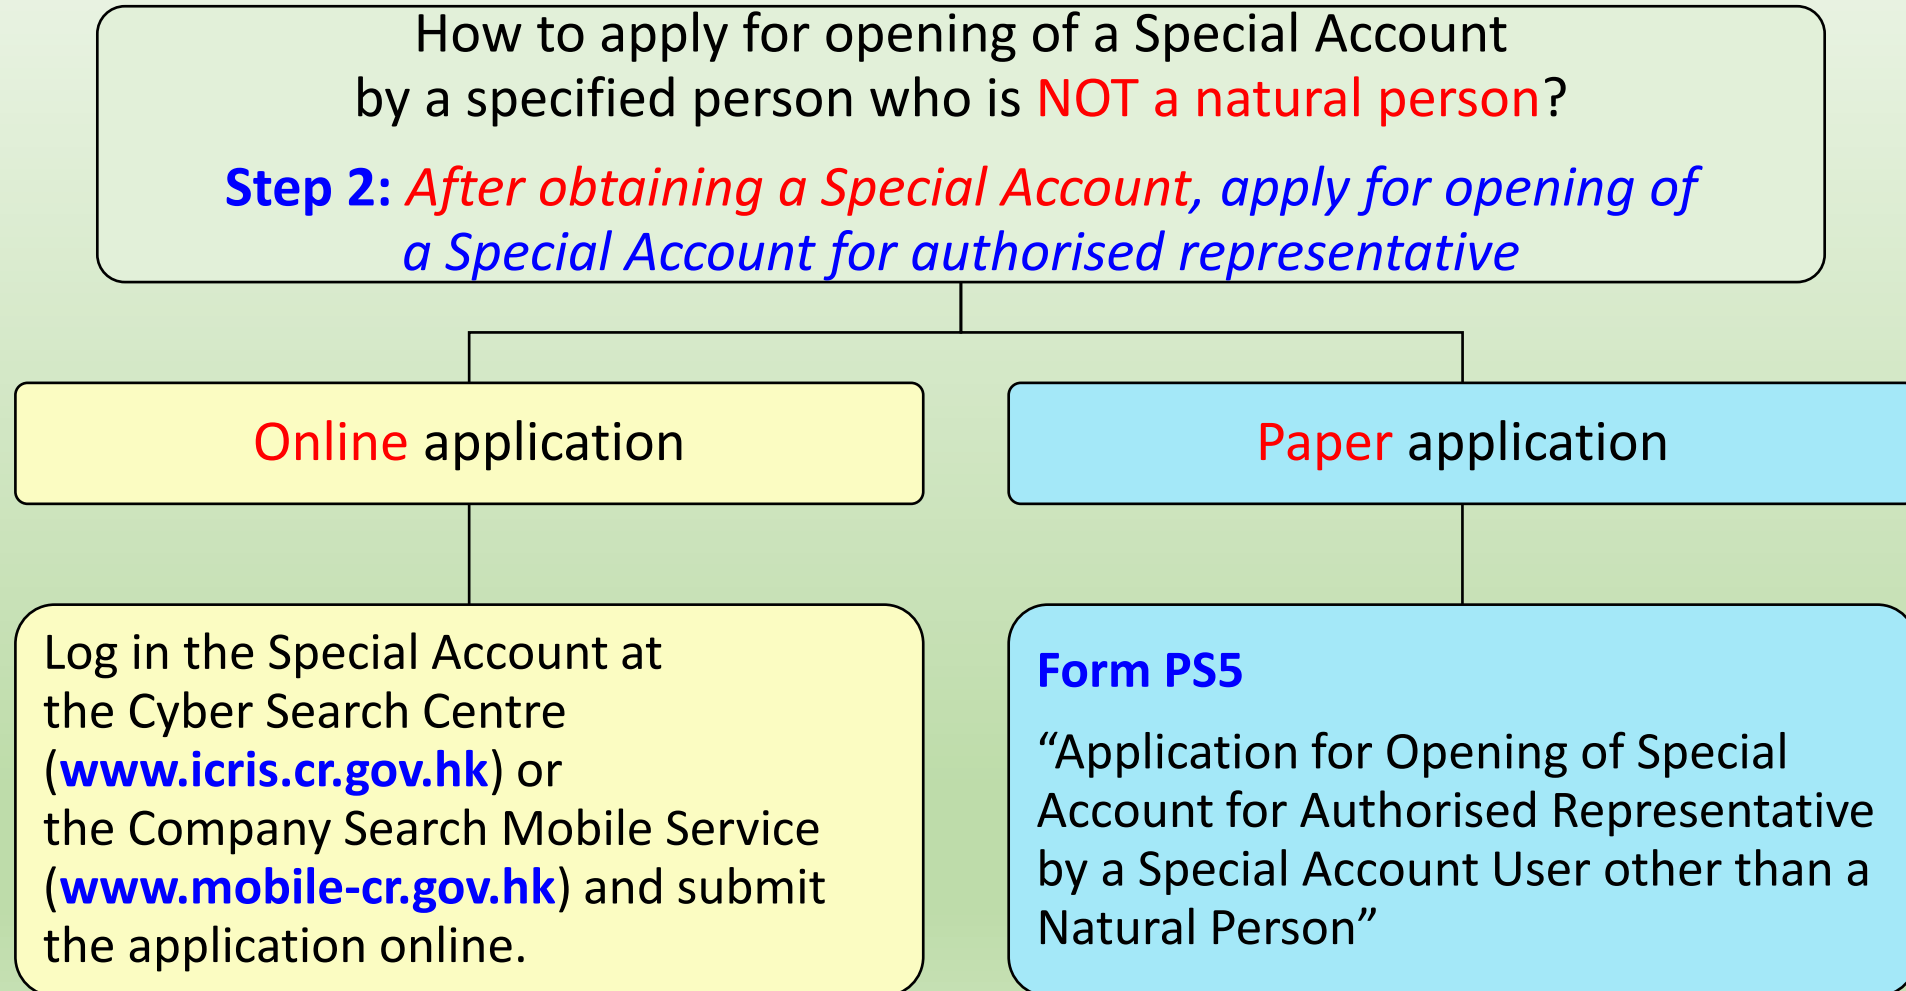 How to apply for opening of a Special Account
by a specified person who is NOT a natural person?
Step 2: After obtaining a Special Account, apply for opening of
a Special Account for authorised representative
Online application
Paper application
Log in the Special Account at
the Cyber Search Centre
(www.icris.cr.gov.hk) or
the Company Search Mobile Service
(www.mobile-cr.gov.hk) and submit
the application online.
Form PS5
“Application for Opening of Special
Account for Authorised Representative
by a Special Account User other than a
Natural Person”